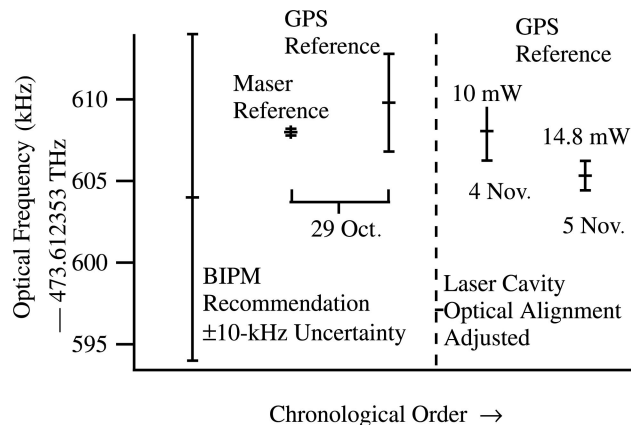 GPS
Reference
GPS
Reference
Maser
Reference
10 mW
14.8 mW
4 Nov.
5 Nov.
29 Oct.
BIPM
Recommendation
±10-kHz Uncertainty
Laser Cavity
Optical Alignment
Adjusted
610
605
600
595
Optical Frequency (kHz)
— 473.612353 THz
Chronological Order →